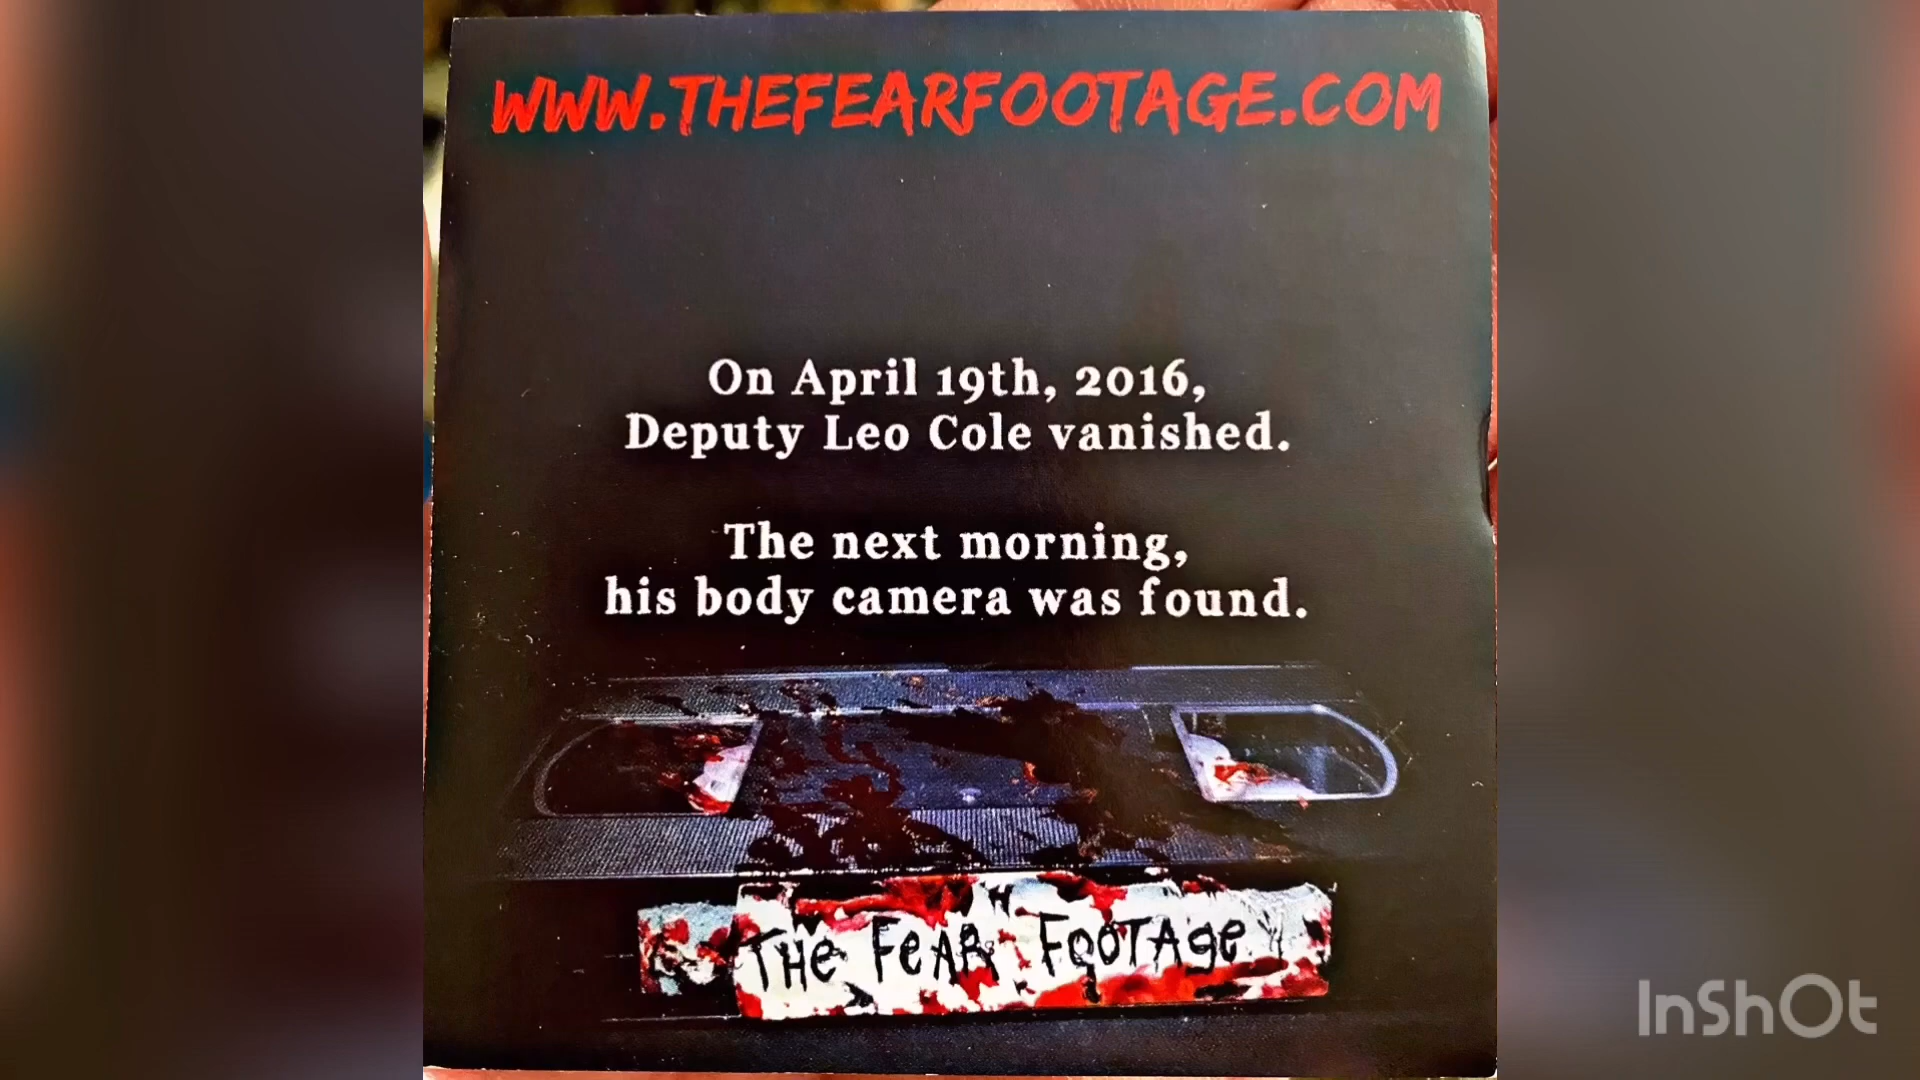 WWW.THEFEARFOOTAGE.COM
On April 19th, 2016,
Deputy Leo Cole vanished.
The next morning,
his body camera was found.
THe FeAR FOOTAge
InShOt